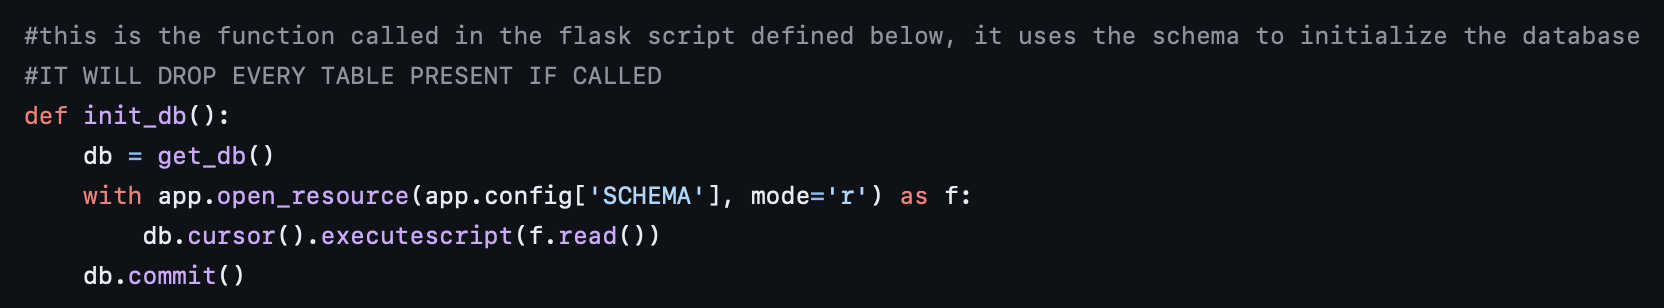 #this is the function called in the flask script defined below, it uses the schema to initialize the database
#IT WILL DROP EVERY TABLE PRESENT IF CALLED
def init_db():
    db = get_db()
    with app.open_resource(app.config['SCHEMA'], mode='r') as f:
        db.cursor().executescript(f.read())
    db.commit()